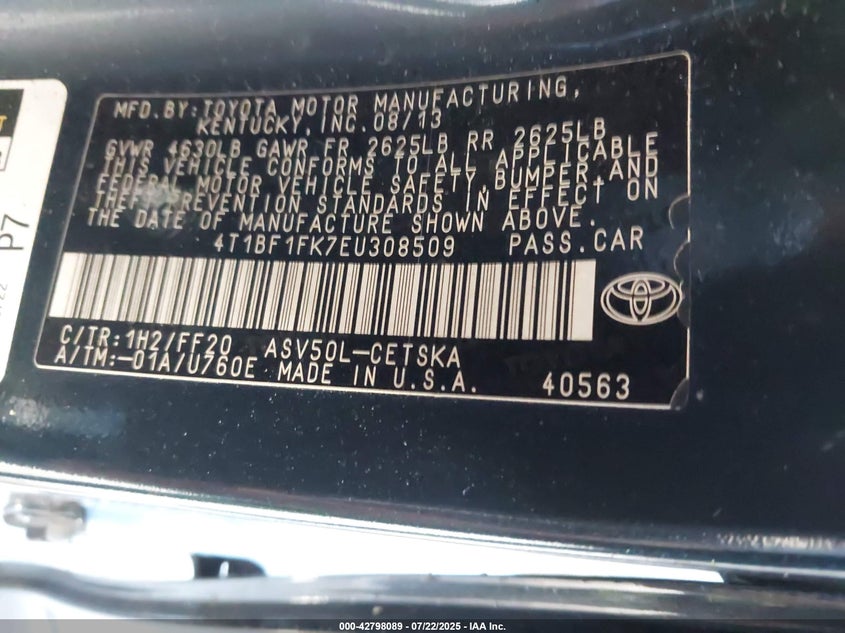 MFD. BY: TOYOTA MOTOR MANUFACTURING,
KENTUCKY, INC. 08/13
GVWR 4630LB GAWR FR 2625LB RR 2625LB
THIS VEHICLE CONFORMS TO ALL APPLICABLE
FEDERAL MOTOR VEHICLE SAFETY, BUMPER AND
THEFT PREVENTION STANDARDS IN EFFECT ON
THE DATE OF MANUFACTURE SHOWN ABOVE.
4T1BF1FK7EU308509 PASS. CAR
C/TR: 1H2/FF20 ASV50L-CETSKA
A/TM:-01A/U760E MADE IN U.S.A. 40563
P7
000-42798089 - 07/22/2025 - IAA Inc.